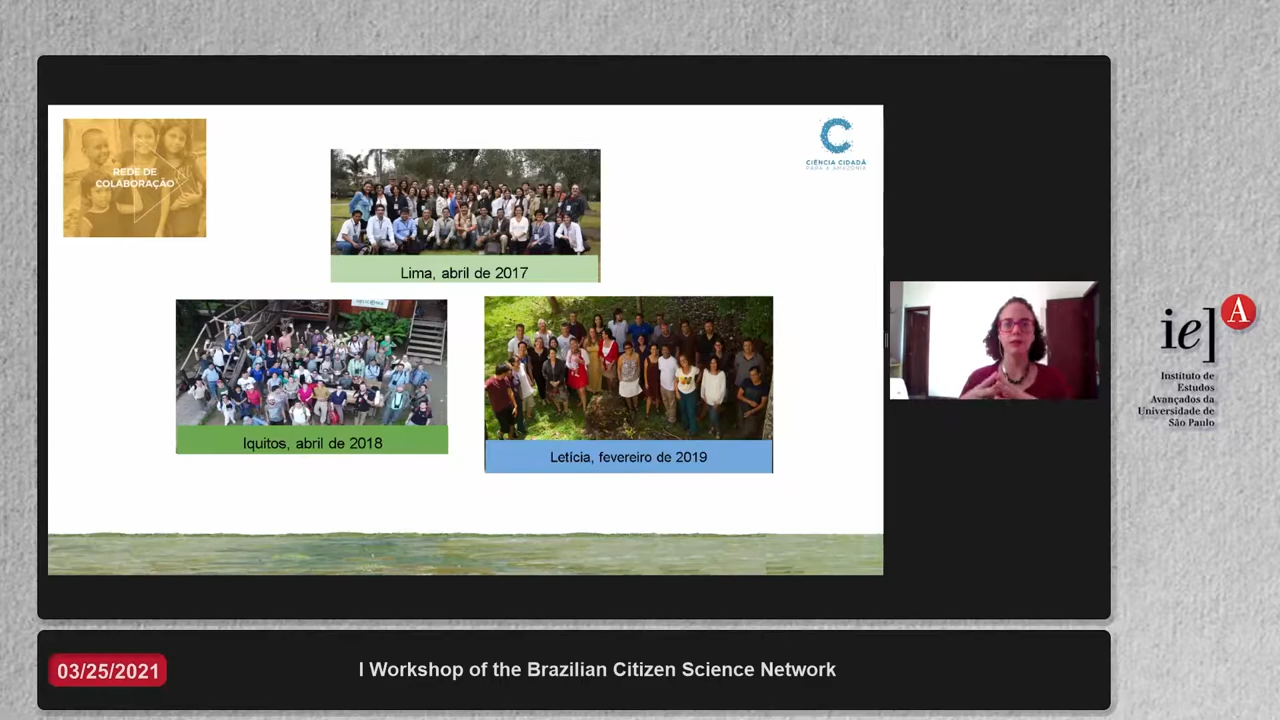 REDE DE
COLABORAÇÃO
CIÊNCIA CIDADÃ
PARA A AMAZÔNIA
Lima, abril de 2017
Iquitos, abril de 2018
Letícia, fevereiro de 2019
ie] A
Instituto de
Estudos
Avançados da
Universidade de
São Paulo
03/25/2021
I Workshop of the Brazilian Citizen Science Network